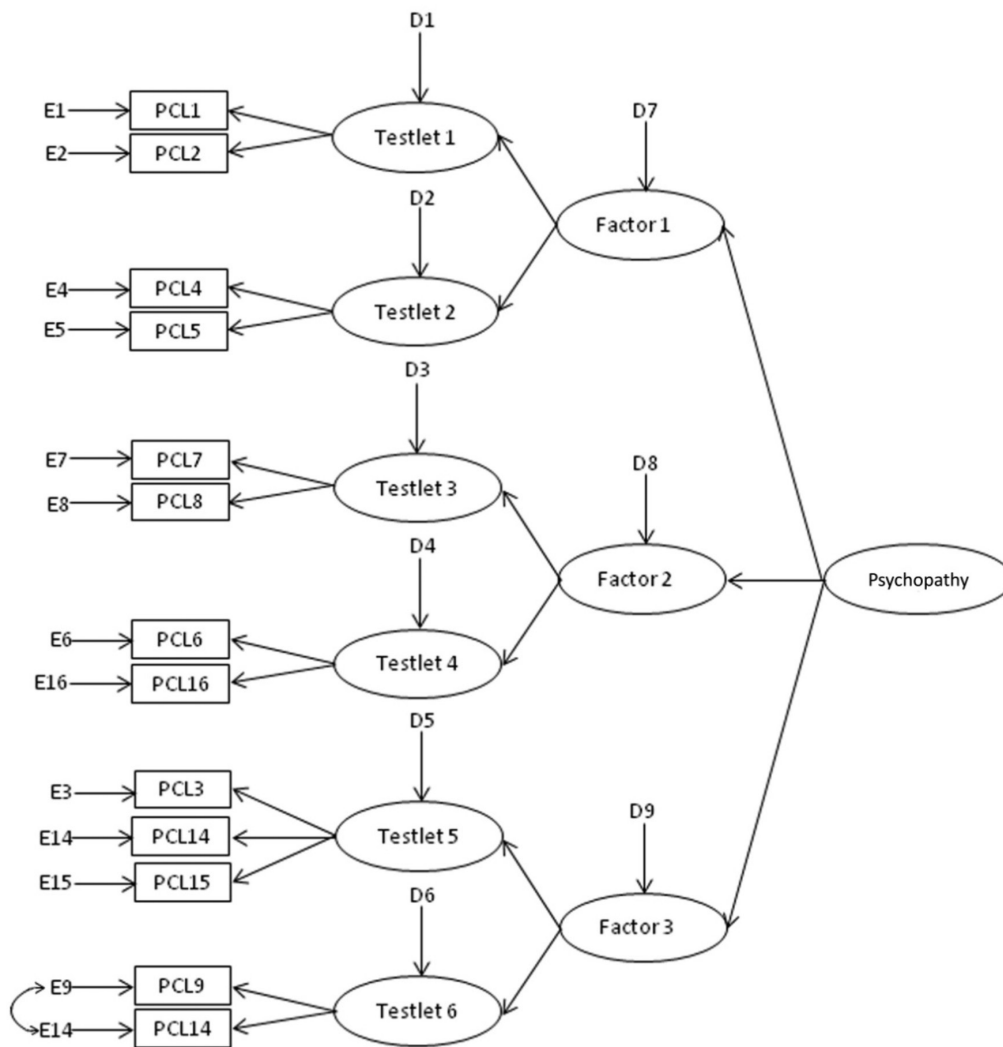 D1
E1 PCL1
Testlet 1
D7
E2 PCL2
D2
Factor 1
E4 PCL4
Testlet 2
E5 PCL5
D3
E7 PCL7
Testlet 3
D8
E8 PCL8
D4
Factor 2
Psychopathy
E6 PCL6
Testlet 4
E16 PCL16
D5
E3 PCL3
D9
E14 PCL14
Testlet 5
E15 PCL15
D6
Factor 3
E9 PCL9
Testlet 6
E14 PCL14